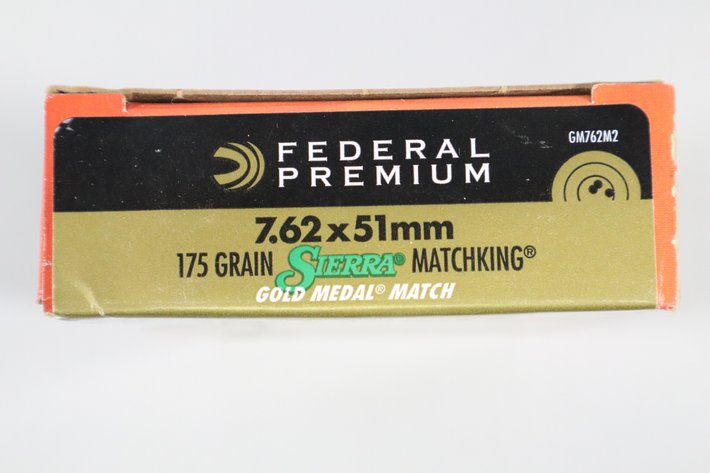 GM762M2
FEDERAL
PREMIUM
7.62x51mm
175 GRAIN SIERRA® MATCHKING®
GOLD MEDAL® MATCH